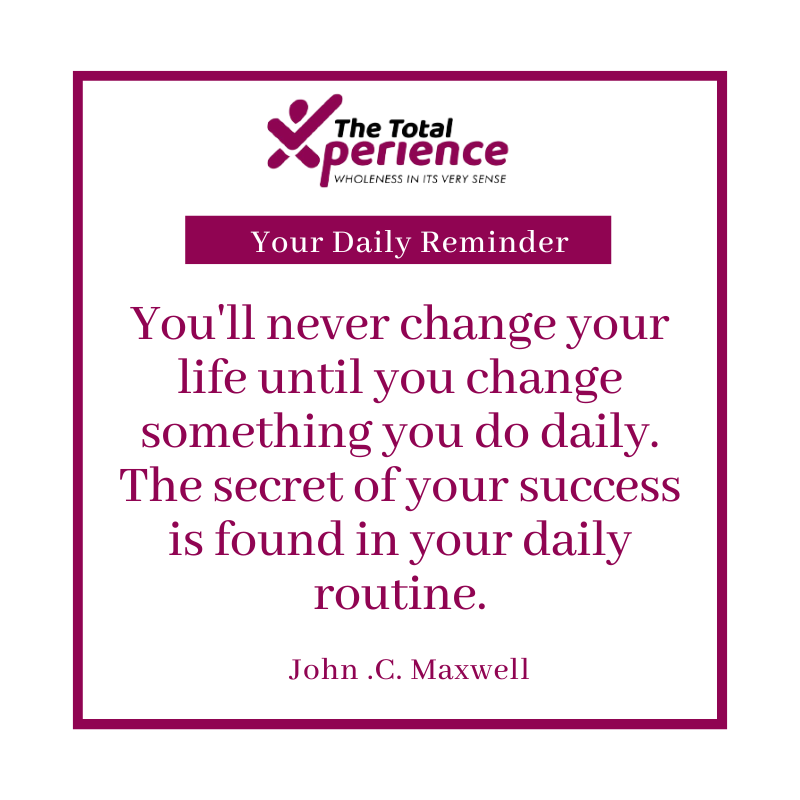 The Total
Xperience
WHOLENESS IN ITS VERY SENSE
Your Daily Reminder
You'll never change your
life until you change
something you do daily.
The secret of your success
is found in your daily
routine.
John .C. Maxwell